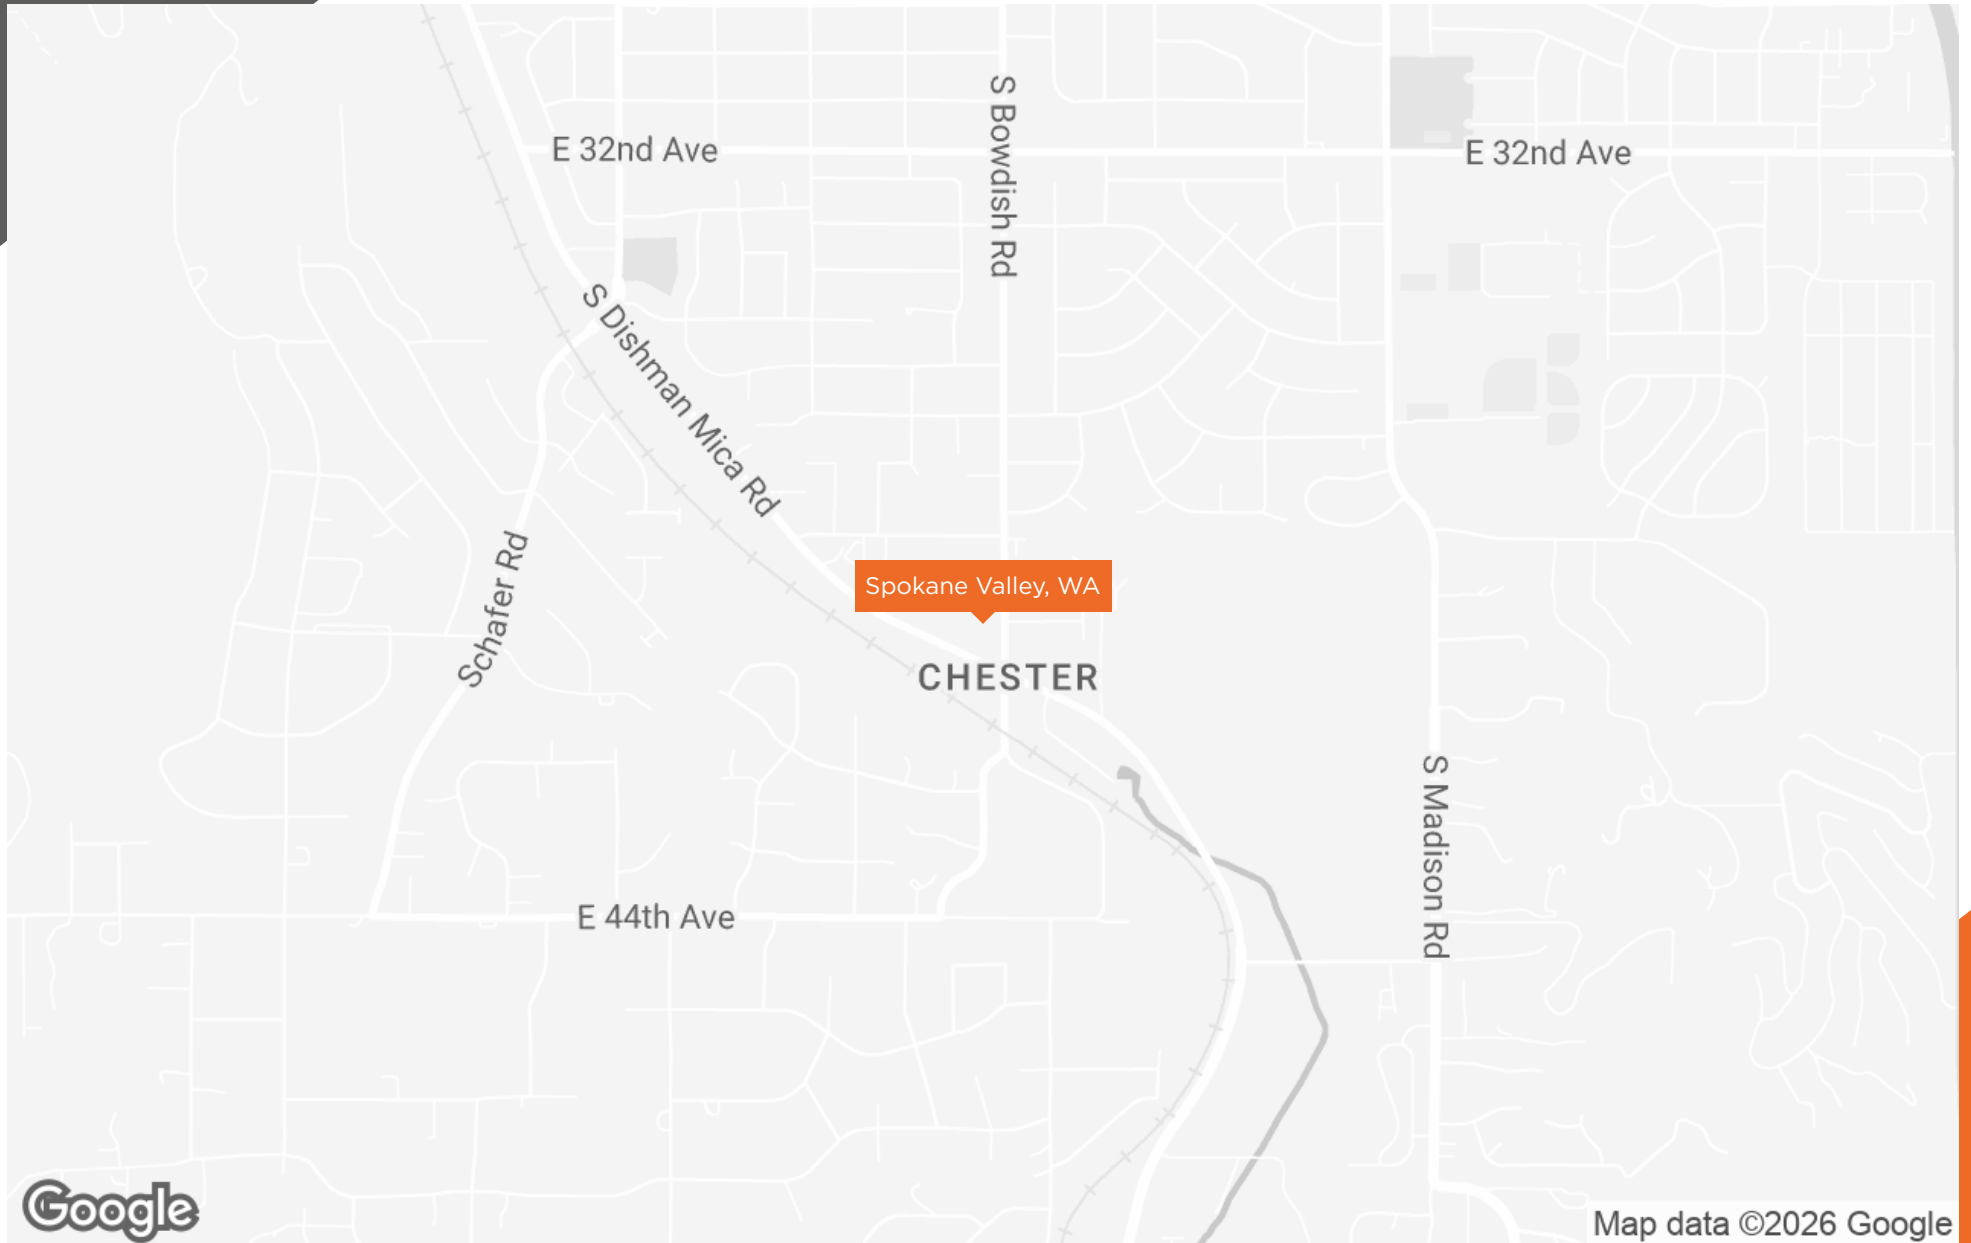 E 32nd Ave
S Bowdish Rd
E 32nd Ave
S Dishman Mica Rd
Schafer Rd
Spokane Valley, WA
CHESTER
S Madison Rd
E 44th Ave
Google
Map data ©2026 Google